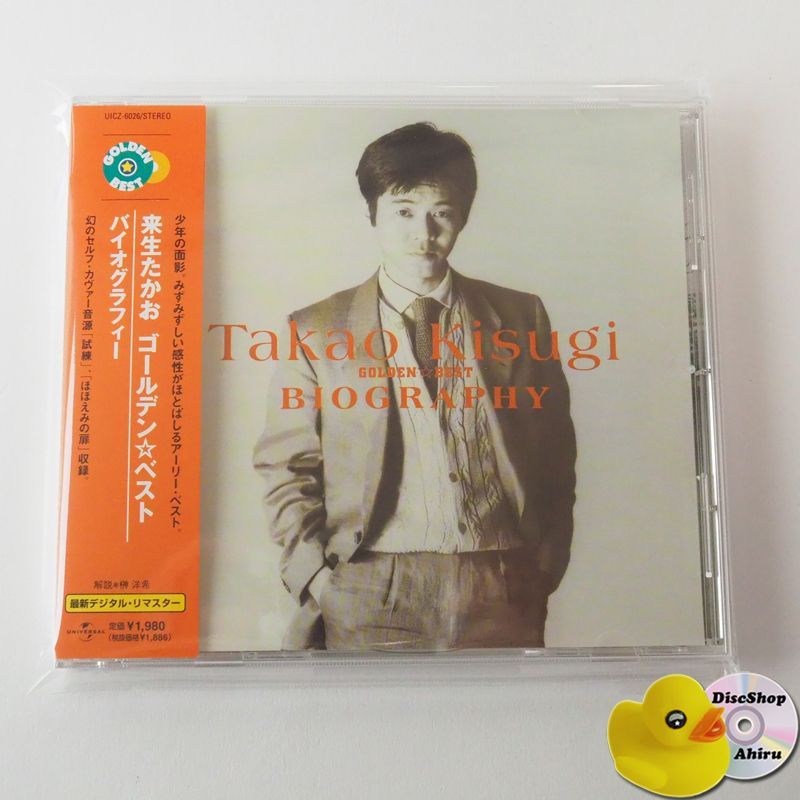 UICZ-6026/STEREO
GOLDEN
BEST
少年の面影。みずみずしい感性がほとばしるアーリー・ベスト。
来生たかお ゴールデン☆ベスト
バイオグラフィー
幻のセルフ・カヴァー音源「試練」、「ほほえみの扉」収録。
解説●榊 洋希
最新デジタル・リマスター
UNIVERSAL
定価¥1,980
(税抜価格¥1,886)
Takao Kisugi
GOLDEN☆BEST
BIOGRAPHY
DiscShop
Ahiru